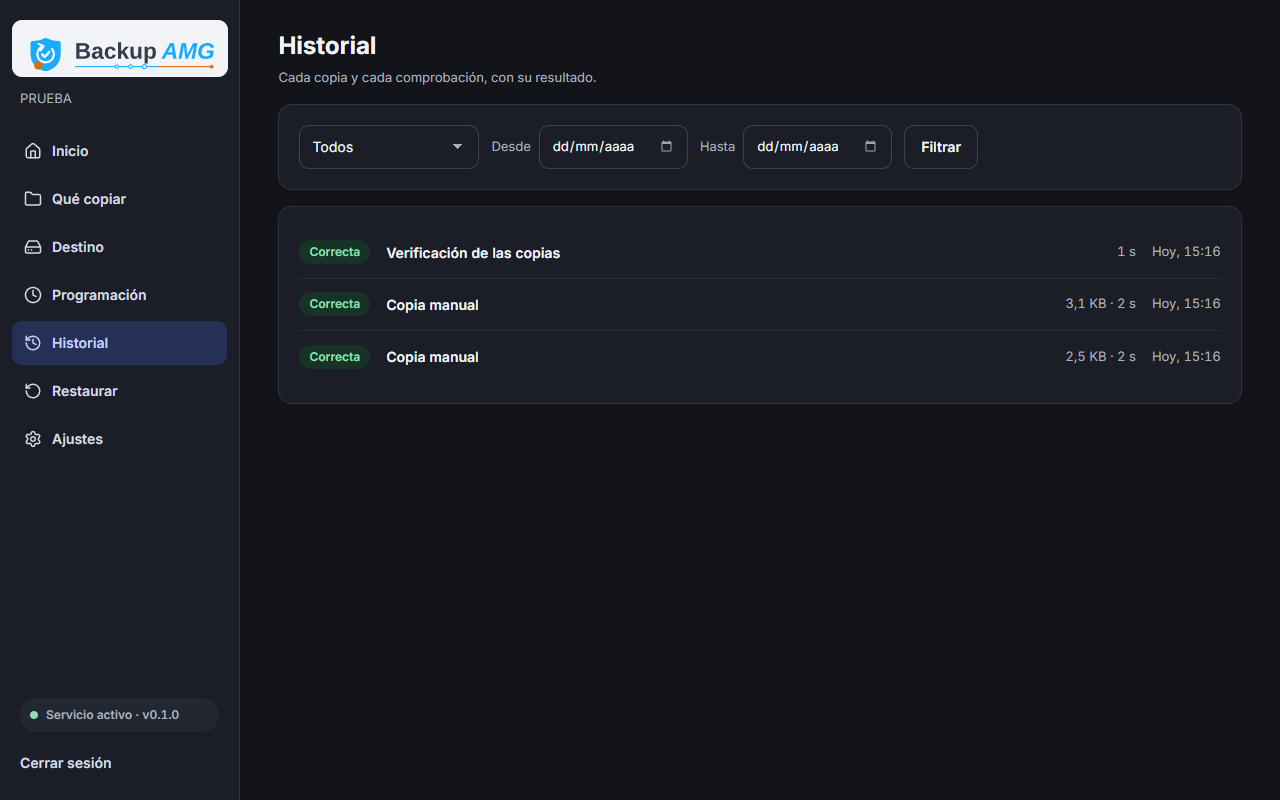 Backup AMG
PRUEBA
Inicio
Qué copiar
Destino
Programación
Historial
Restaurar
Ajustes
Servicio activo · v0.1.0
Cerrar sesión
Historial
Cada copia y cada comprobación, con su resultado.
Todos Desde dd/mm/aaaa Hasta dd/mm/aaaa Filtrar
Correcta Verificación de las copias 1 s Hoy, 15:16
Correcta Copia manual 3,1 KB · 2 s Hoy, 15:16
Correcta Copia manual 2,5 KB · 2 s Hoy, 15:16